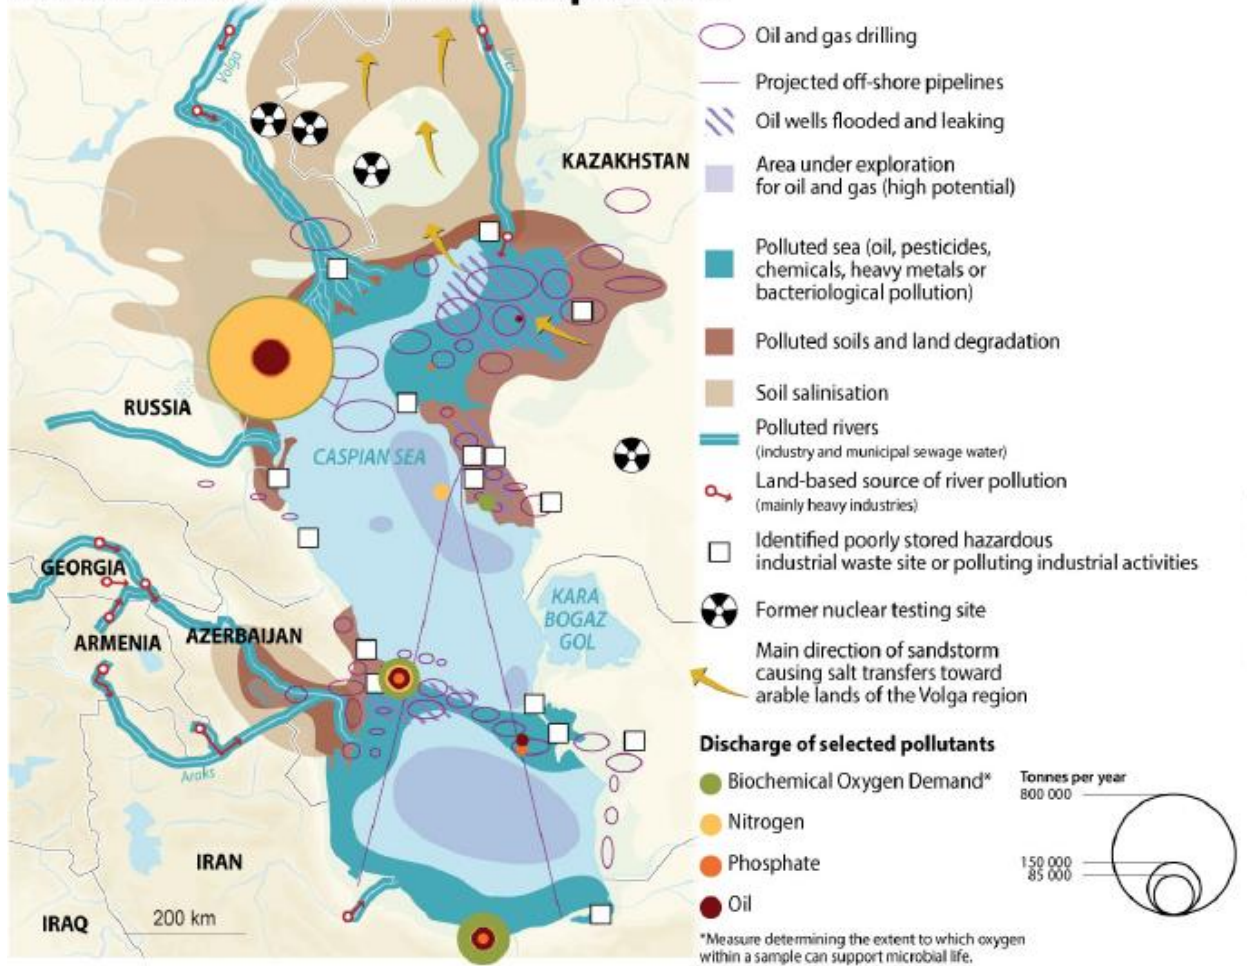 Volga
Ural
KAZAKHSTAN
RUSSIA
CASPIAN SEA
GEORGIA
ARMENIA
AZERBAIJAN
KARA
BOGAZ
GOL
Araks
IRAN
IRAQ
200 km
Oil and gas drilling
Projected off-shore pipelines
Oil wells flooded and leaking
Area under exploration
for oil and gas (high potential)
Polluted sea (oil, pesticides,
chemicals, heavy metals or
bacteriological pollution)
Polluted soils and land degradation
Soil salinisation
Polluted rivers
(industry and municipal sewage water)
Land-based source of river pollution
(mainly heavy industries)
Identified poorly stored hazardous
industrial waste site or polluting industrial activities
Former nuclear testing site
Main direction of sandstorm
causing salt transfers toward
arable lands of the Volga region
Discharge of selected pollutants
Biochemical Oxygen Demand*
Nitrogen
Phosphate
Oil
Tonnes per year
800 000
150 000
85 000
*Measure determining the extent to which oxygen
within a sample can support microbial life.